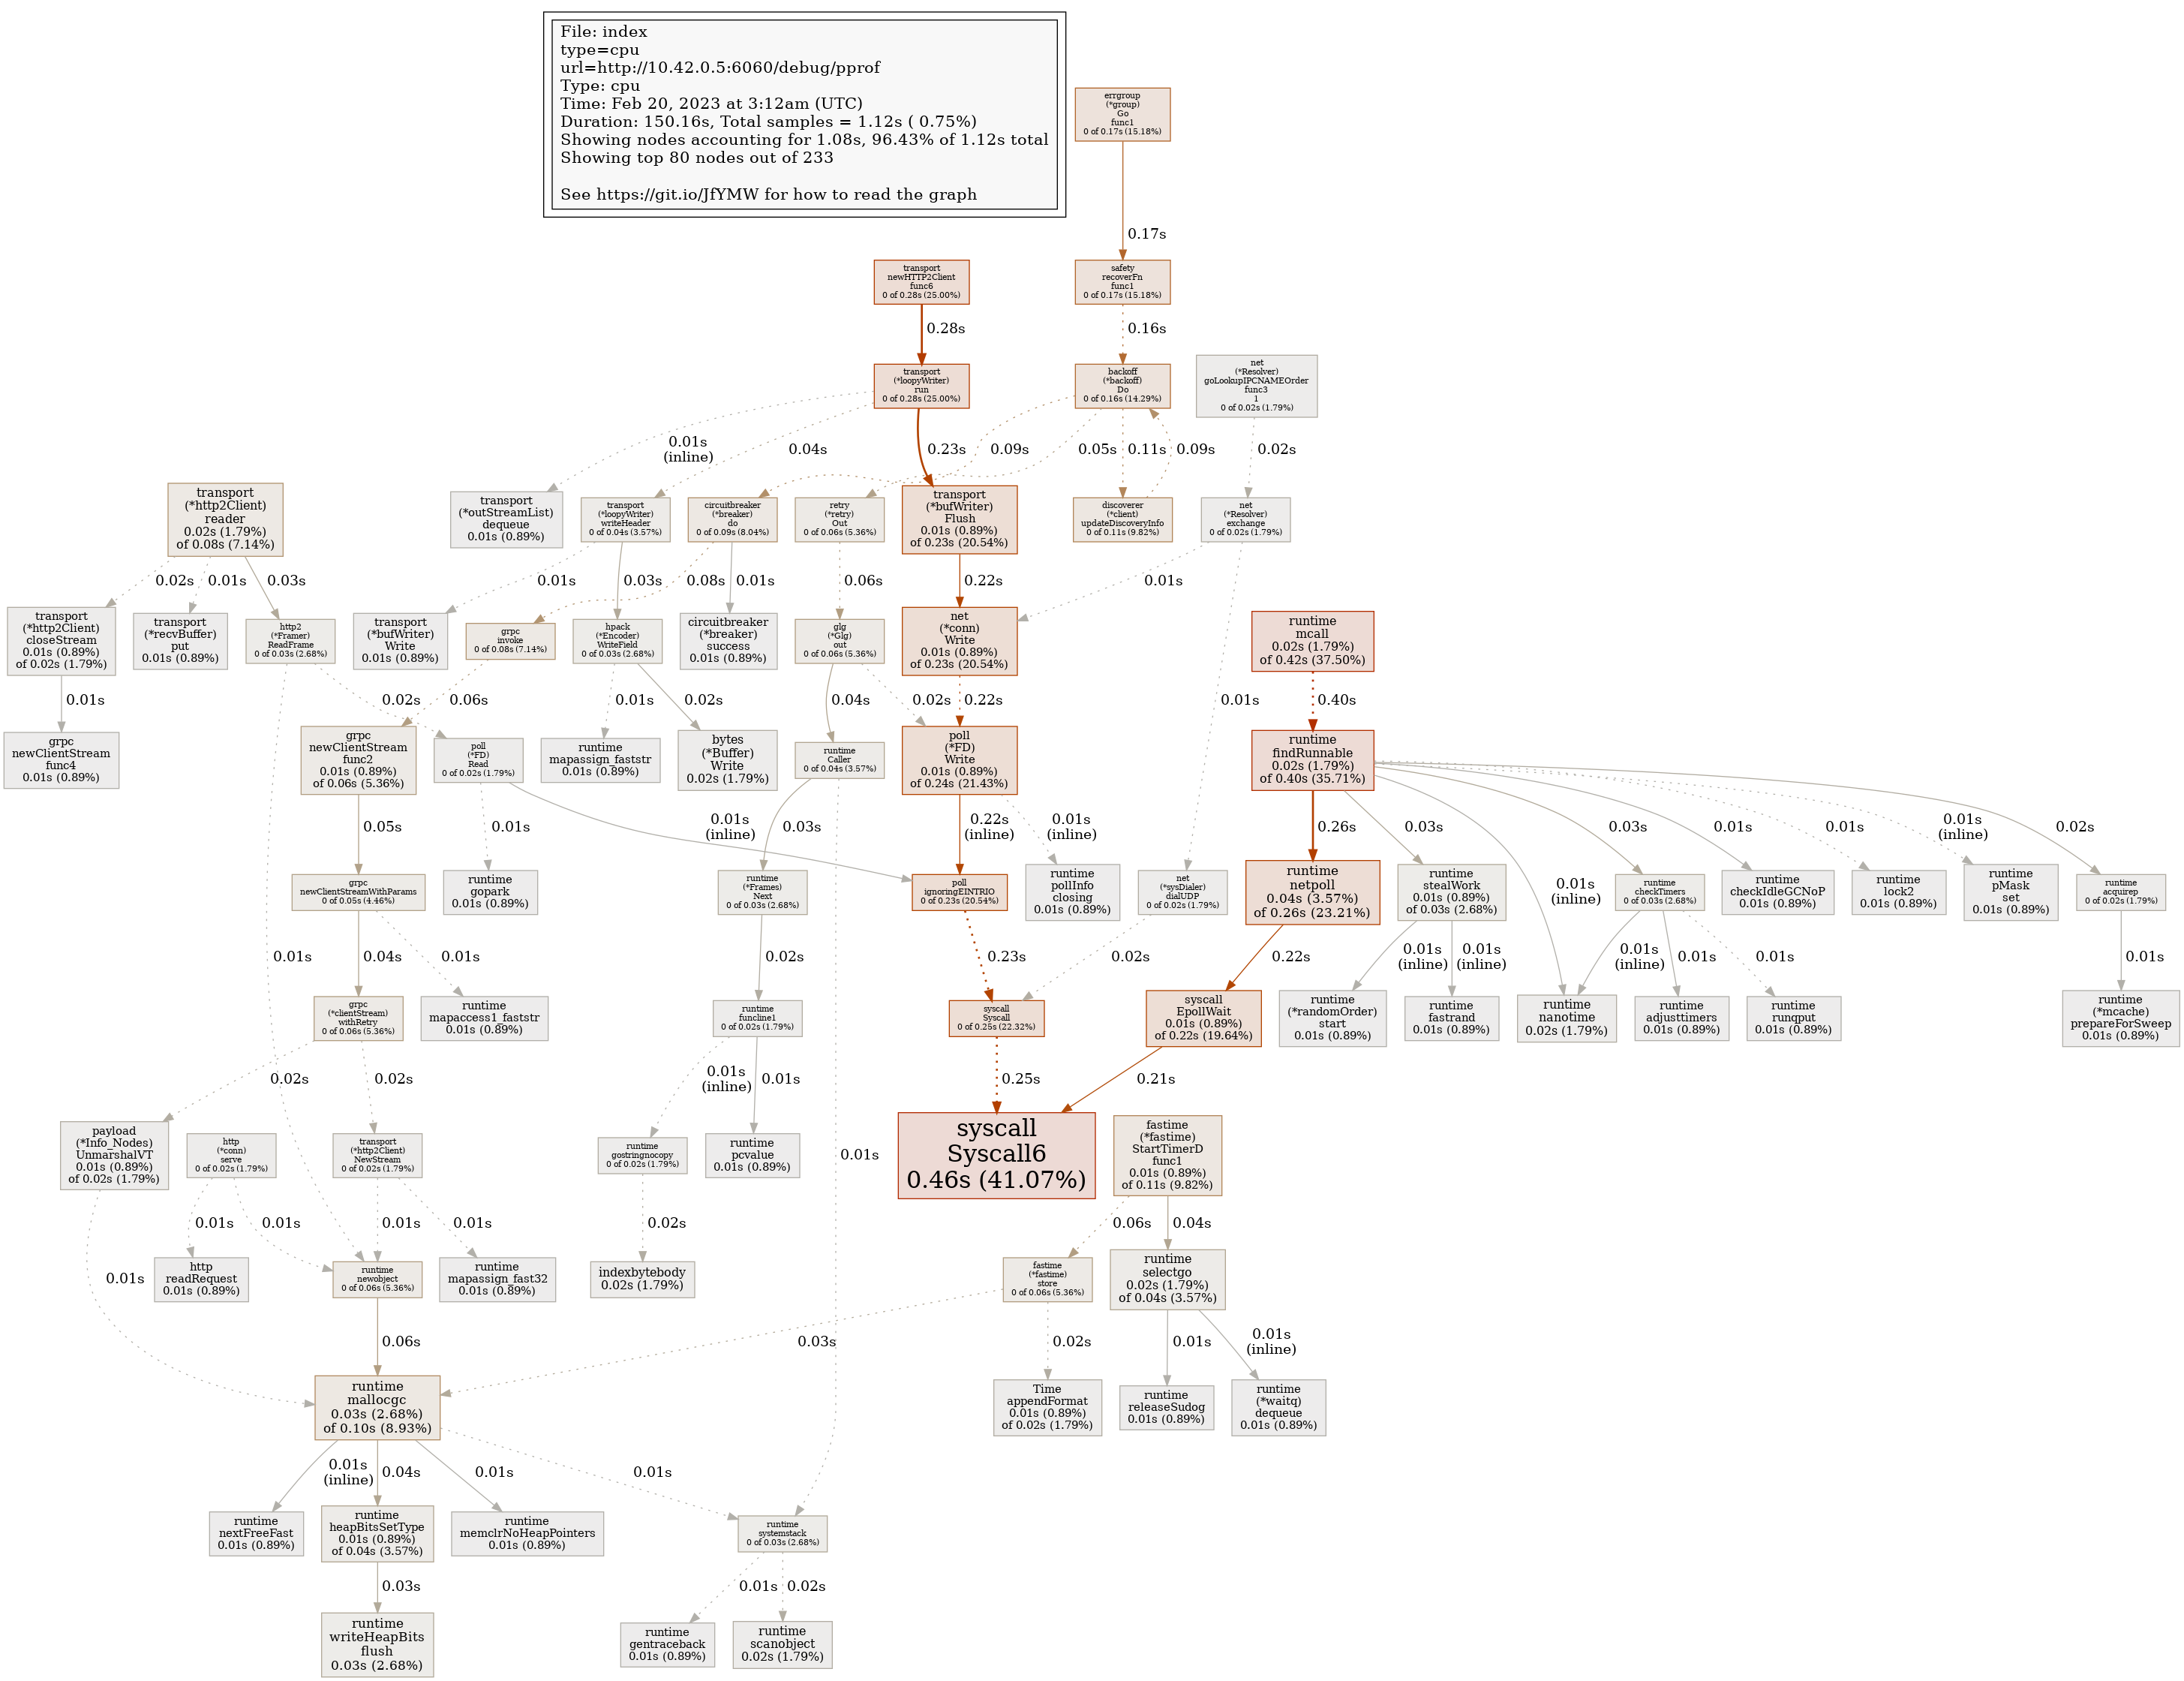 File: index
type=cpu
url=http://10.42.0.5:6060/debug/pprof
Type: cpu
Time: Feb 20, 2023 at 3:12am (UTC)
Duration: 150.16s, Total samples = 1.12s ( 0.75%)
Showing nodes accounting for 1.08s, 96.43% of 1.12s total
Showing top 80 nodes out of 233
See https://git.io/JfYMW for how to read the graph
errgroup
(*group)
Go
func1
0 of 0.17s (15.18%)
0.17s
transport
newHTTP2Client
func6
0 of 0.28s (25.00%)
safety
recoverFn
func1
0 of 0.17s (15.18%)
0.28s
0.16s
transport
(*loopyWriter)
run
0 of 0.28s (25.00%)
backoff
(*backoff)
Do
0 of 0.16s (14.29%)
net
(*Resolver)
goLookupIPCNAMEOrder
func3
1
0 of 0.02s (1.79%)
0.01s
(inline)
0.04s
0.23s
0.09s
0.05s
0.11s
0.09s
0.02s
transport
(*http2Client)
reader
0.02s (1.79%)
of 0.08s (7.14%)
transport
(*outStreamList)
dequeue
0.01s (0.89%)
transport
(*loopyWriter)
writeHeader
0 of 0.04s (3.57%)
circuitbreaker
(*breaker)
do
0 of 0.09s (8.04%)
retry
(*retry)
Out
0 of 0.06s (5.36%)
transport
(*bufWriter)
Flush
0.01s (0.89%)
of 0.23s (20.54%)
discoverer
(*client)
updateDiscoveryInfo
0 of 0.11s (9.82%)
net
(*Resolver)
exchange
0 of 0.02s (1.79%)
0.02s
0.01s
0.03s
0.01s
0.03s
0.08s
0.01s
0.06s
0.22s
0.01s
transport
(*http2Client)
closeStream
0.01s (0.89%)
of 0.02s (1.79%)
transport
(*recvBuffer)
put
0.01s (0.89%)
http2
(*Framer)
ReadFrame
0 of 0.03s (2.68%)
transport
(*bufWriter)
Write
0.01s (0.89%)
grpc
invoke
0 of 0.08s (7.14%)
hpack
(*Encoder)
WriteField
0 of 0.03s (2.68%)
circuitbreaker
(*breaker)
success
0.01s (0.89%)
glg
(*Glg)
out
0 of 0.06s (5.36%)
net
(*conn)
Write
0.01s (0.89%)
of 0.23s (20.54%)
runtime
mcall
0.02s (1.79%)
of 0.42s (37.50%)
0.01s
0.02s
0.06s
0.01s
0.02s
0.04s
0.02s
0.22s
0.01s
0.40s
grpc
newClientStream
func4
0.01s (0.89%)
grpc
newClientStream
func2
0.01s (0.89%)
of 0.06s (5.36%)
poll
(*FD)
Read
0 of 0.02s (1.79%)
runtime
mapassign_faststr
0.01s (0.89%)
bytes
(*Buffer)
Write
0.02s (1.79%)
runtime
Caller
0 of 0.04s (3.57%)
poll
(*FD)
Write
0.01s (0.89%)
of 0.24s (21.43%)
runtime
findRunnable
0.02s (1.79%)
of 0.40s (35.71%)
0.05s
0.01s
0.01s
(inline)
0.03s
0.22s
(inline)
0.01s
(inline)
0.26s
0.03s
0.01s
(inline)
0.03s
0.01s
0.01s
0.01s
(inline)
0.02s
grpc
newClientStreamWithParams
0 of 0.05s (4.46%)
runtime
gopark
0.01s (0.89%)
runtime
(*Frames)
Next
0 of 0.03s (2.68%)
poll
ignoringEINTRIO
0 of 0.23s (20.54%)
runtime
pollInfo
closing
0.01s (0.89%)
net
(*sysDialer)
dialUDP
0 of 0.02s (1.79%)
runtime
netpoll
0.04s (3.57%)
of 0.26s (23.21%)
runtime
stealWork
0.01s (0.89%)
of 0.03s (2.68%)
runtime
checkTimers
0 of 0.03s (2.68%)
runtime
checkIdleGCNoP
0.01s (0.89%)
runtime
lock2
0.01s (0.89%)
runtime
pMask
set
0.01s (0.89%)
runtime
acquirep
0 of 0.02s (1.79%)
0.01s
0.04s
0.01s
0.02s
0.23s
0.02s
0.22s
0.01s
(inline)
0.01s
(inline)
0.01s
(inline)
0.01s
0.01s
0.01s
grpc
(*clientStream)
withRetry
0 of 0.06s (5.36%)
runtime
mapaccess1_faststr
0.01s (0.89%)
runtime
funcline1
0 of 0.02s (1.79%)
syscall
Syscall
0 of 0.25s (22.32%)
syscall
EpollWait
0.01s (0.89%)
of 0.22s (19.64%)
runtime
(*randomOrder)
start
0.01s (0.89%)
runtime
fastrand
0.01s (0.89%)
runtime
nanotime
0.02s (1.79%)
runtime
adjusttimers
0.01s (0.89%)
runtime
runqput
0.01s (0.89%)
runtime
(*mcache)
prepareForSweep
0.01s (0.89%)
0.02s
0.02s
0.01s
(inline)
0.01s
0.25s
0.21s
payload
(*Info_Nodes)
UnmarshalVT
0.01s (0.89%)
of 0.02s (1.79%)
http
(*conn)
serve
0 of 0.02s (1.79%)
transport
(*http2Client)
NewStream
0 of 0.02s (1.79%)
runtime
gostringnocopy
0 of 0.02s (1.79%)
runtime
pcvalue
0.01s (0.89%)
0.01s
syscall
Syscall6
0.46s (41.07%)
fastime
(*fastime)
StartTimerD
func1
0.01s (0.89%)
of 0.11s (9.82%)
0.01s
0.01s
0.01s
0.01s
0.01s
0.02s
0.06s
0.04s
http
readRequest
0.01s (0.89%)
runtime
newobject
0 of 0.06s (5.36%)
runtime
mapassign_fast32
0.01s (0.89%)
indexbytebody
0.02s (1.79%)
fastime
(*fastime)
store
0 of 0.06s (5.36%)
runtime
selectgo
0.02s (1.79%)
of 0.04s (3.57%)
0.06s
0.03s
0.02s
0.01s
0.01s
(inline)
runtime
mallocgc
0.03s (2.68%)
of 0.10s (8.93%)
Time
appendFormat
0.01s (0.89%)
of 0.02s (1.79%)
runtime
releaseSudog
0.01s (0.89%)
runtime
(*waitq)
dequeue
0.01s (0.89%)
0.01s
(inline)
0.04s
0.01s
0.01s
runtime
nextFreeFast
0.01s (0.89%)
runtime
heapBitsSetType
0.01s (0.89%)
of 0.04s (3.57%)
runtime
memclrNoHeapPointers
0.01s (0.89%)
runtime
systemstack
0 of 0.03s (2.68%)
0.03s
0.01s
0.02s
runtime
writeHeapBits
flush
0.03s (2.68%)
runtime
gentraceback
0.01s (0.89%)
runtime
scanobject
0.02s (1.79%)